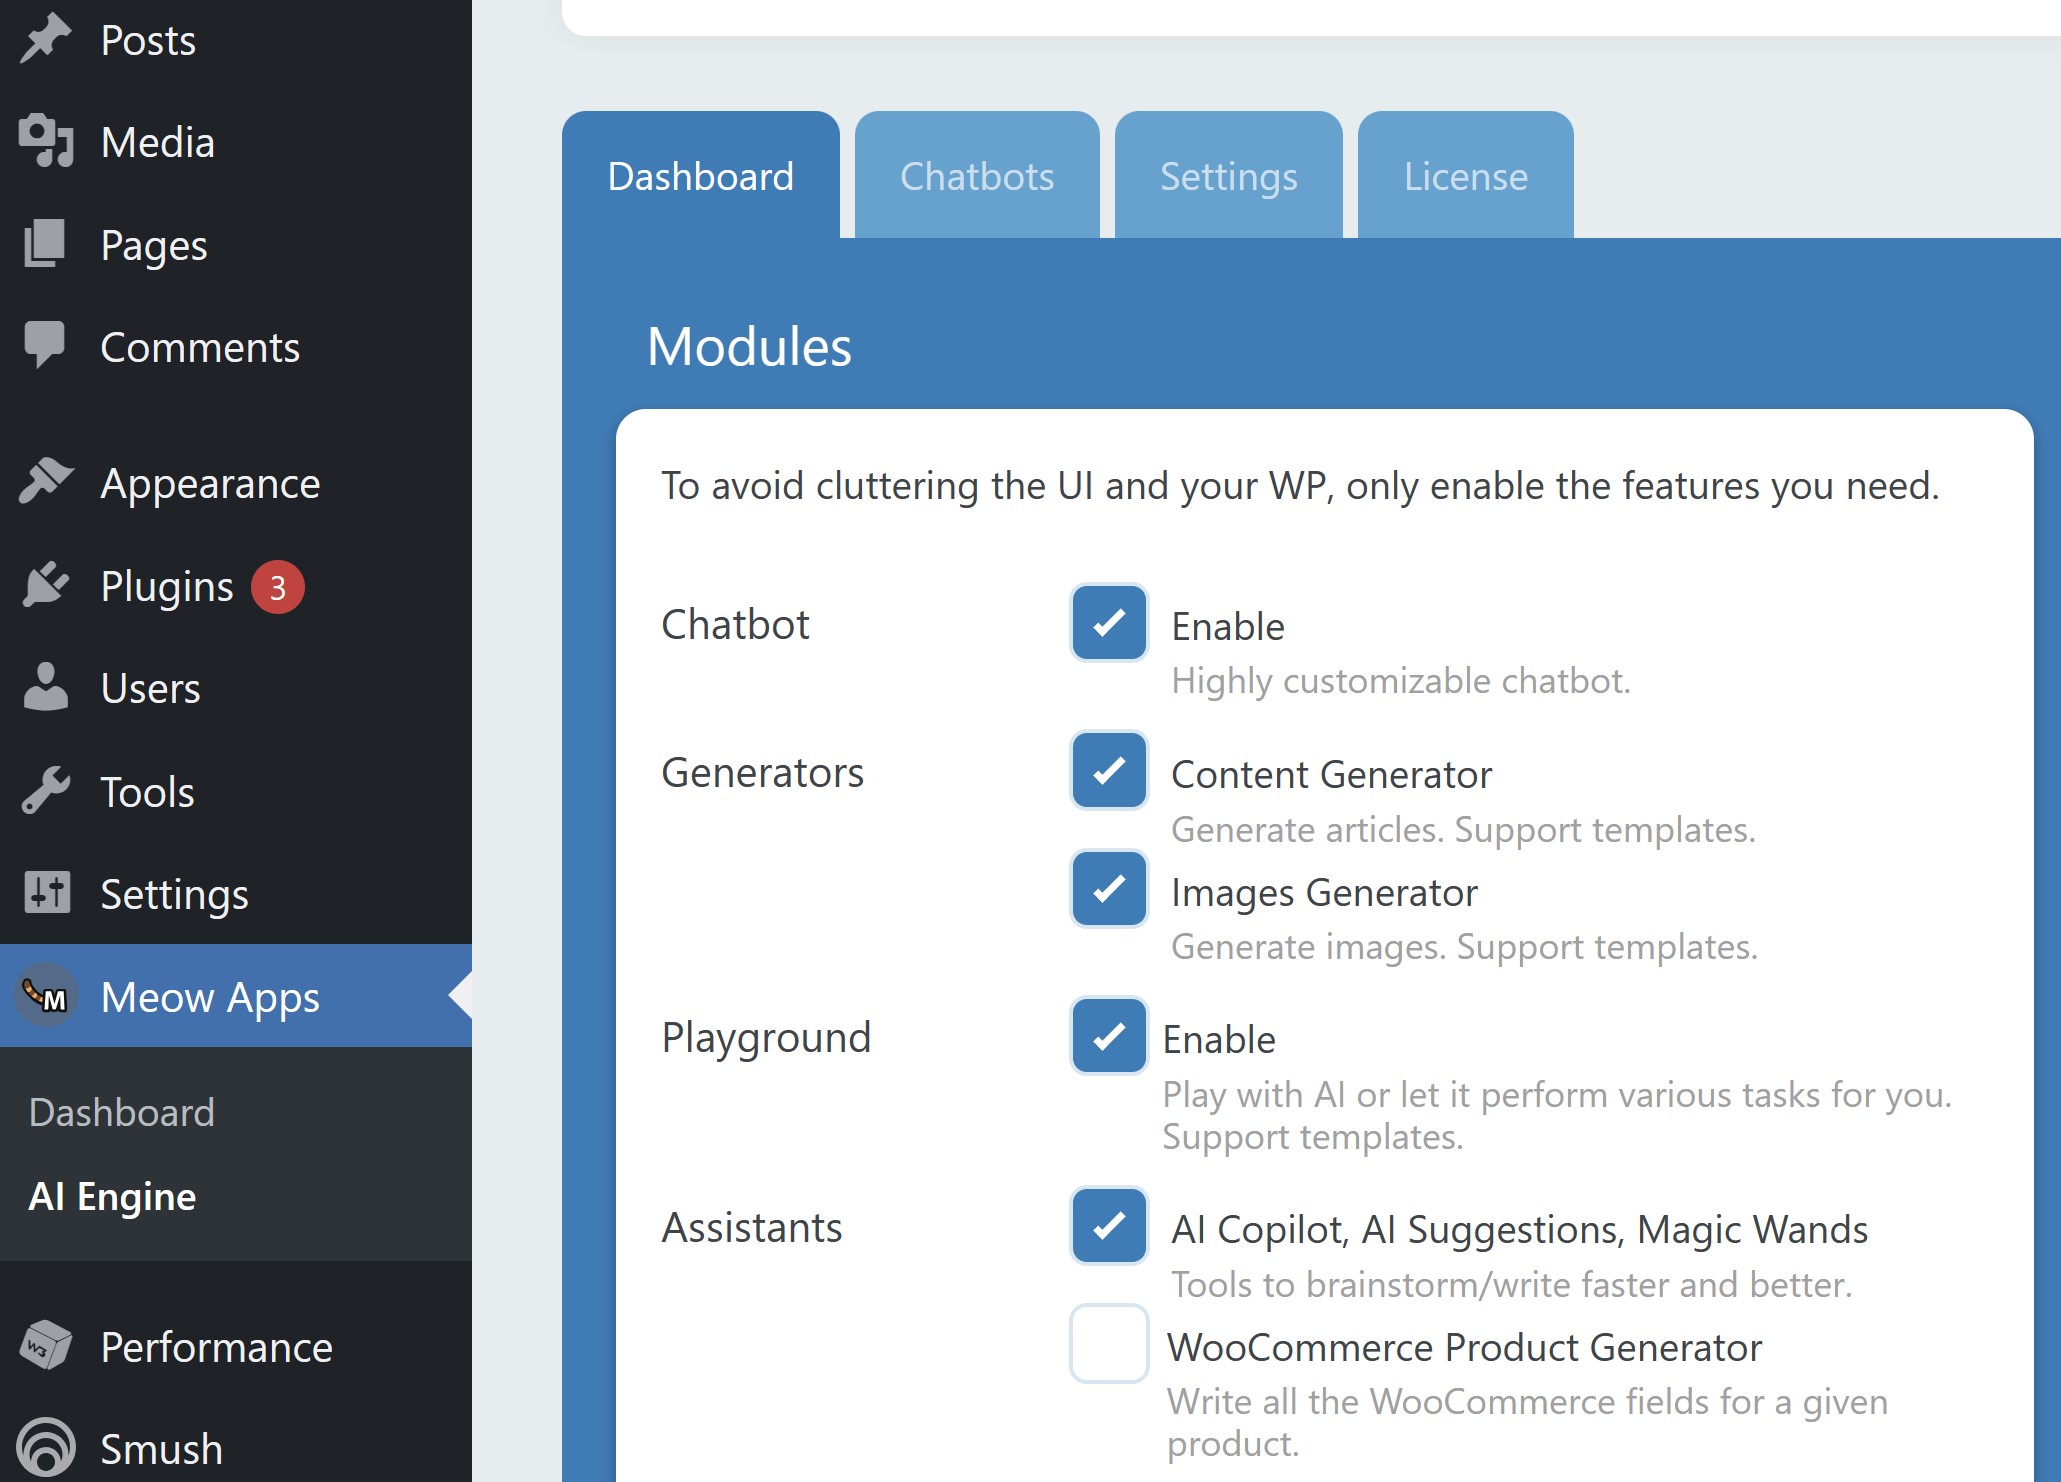 Posts
Media
Pages
Comments
Appearance
Plugins 3
Users
Tools
Settings
M Meow Apps
Dashboard
AI Engine
W3 Performance
Smush
Dashboard
Chatbots
Settings
License
Modules
To avoid cluttering the UI and your WP, only enable the features you need.
Chatbot
Enable
Highly customizable chatbot.
Generators
Content Generator
Generate articles. Support templates.
Images Generator
Generate images. Support templates.
Playground
Enable
Play with AI or let it perform various tasks for you.
Support templates.
Assistants
AI Copilot, AI Suggestions, Magic Wands
Tools to brainstorm/write faster and better.
WooCommerce Product Generator
Write all the WooCommerce fields for a given
product.